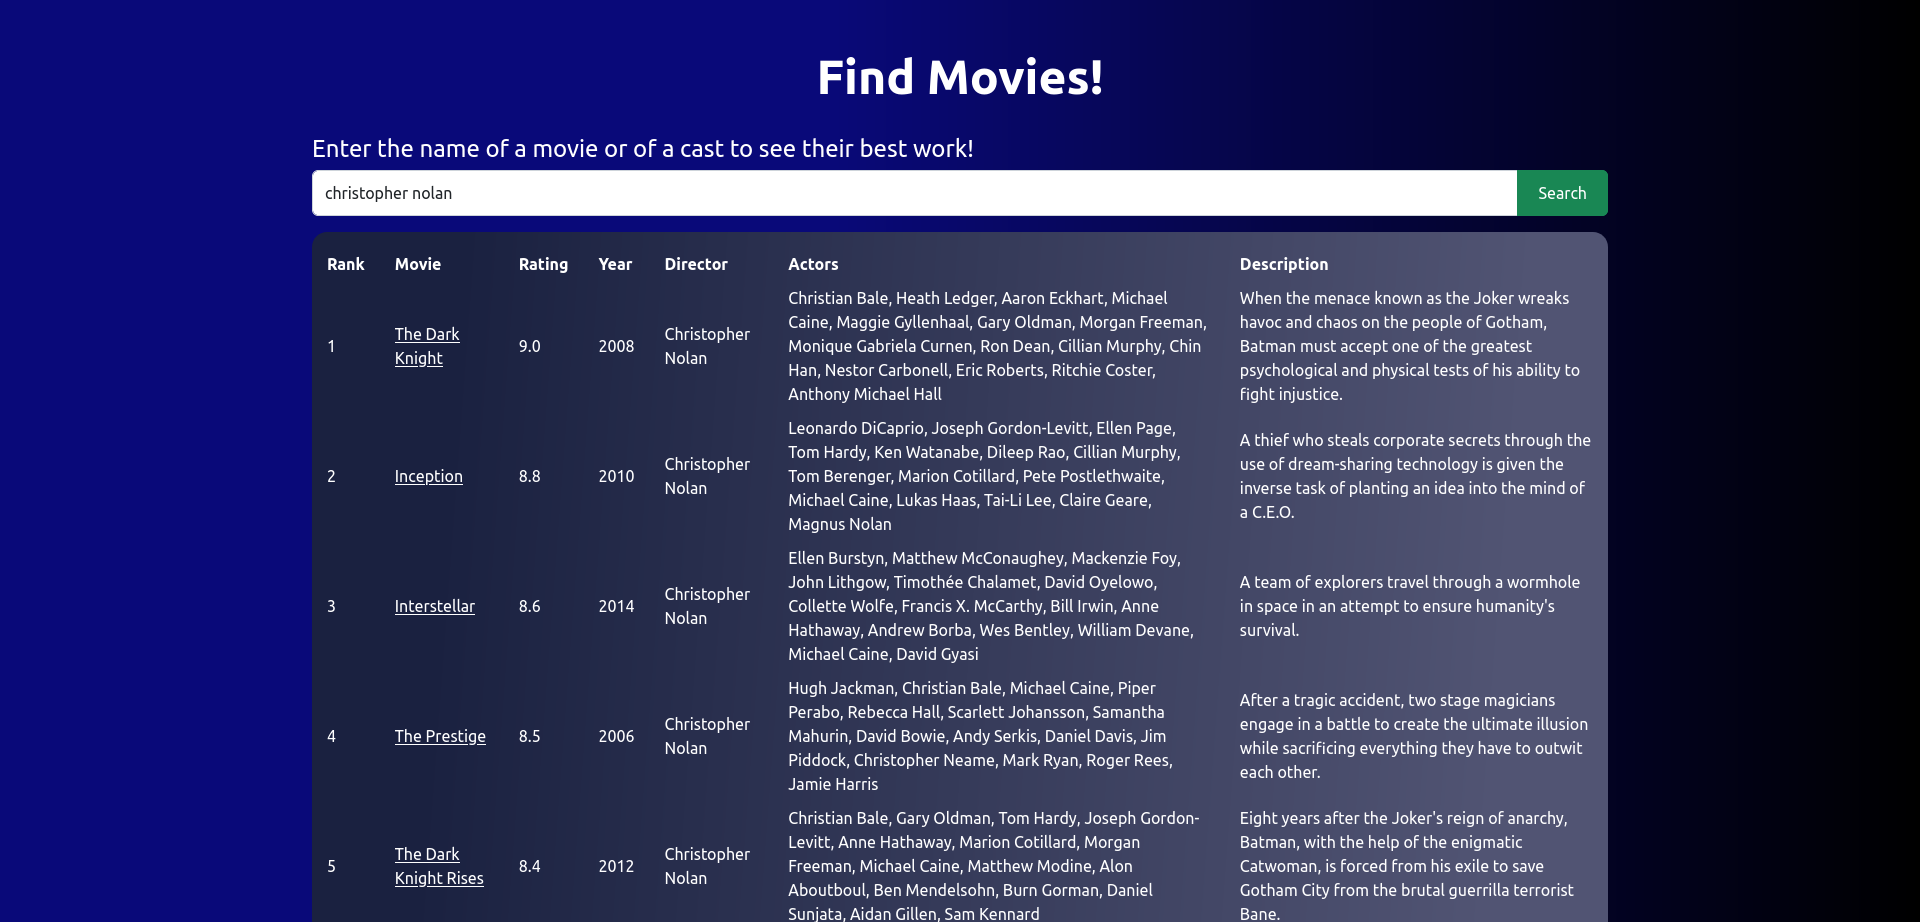 Find Movies!
Enter the name of a movie or of a cast to see their best work!
christopher nolan
Search
Rank Movie Rating Year Director Actors Description
1
The Dark
Knight
9.0
2008
Christopher
Nolan
Christian Bale, Heath Ledger, Aaron Eckhart, Michael
Caine, Maggie Gyllenhaal, Gary Oldman, Morgan Freeman,
Monique Gabriela Curnen, Ron Dean, Cillian Murphy, Chin
Han, Nestor Carbonell, Eric Roberts, Ritchie Coster,
Anthony Michael Hall
When the menace known as the Joker wreaks
havoc and chaos on the people of Gotham,
Batman must accept one of the greatest
psychological and physical tests of his ability to
fight injustice.
2
Inception
8.8
2010
Christopher
Nolan
Leonardo DiCaprio, Joseph Gordon-Levitt, Ellen Page,
Tom Hardy, Ken Watanabe, Dileep Rao, Cillian Murphy,
Tom Berenger, Marion Cotillard, Pete Postlethwaite,
Michael Caine, Lukas Haas, Tai-Li Lee, Claire Geare,
Magnus Nolan
A thief who steals corporate secrets through the
use of dream-sharing technology is given the
inverse task of planting an idea into the mind of
a C.E.O.
3
Interstellar
8.6
2014
Christopher
Nolan
Ellen Burstyn, Matthew McConaughey, Mackenzie Foy,
John Lithgow, Timothée Chalamet, David Oyelowo,
Collette Wolfe, Francis X. McCarthy, Bill Irwin, Anne
Hathaway, Andrew Borba, Wes Bentley, William Devane,
Michael Caine, David Gyasi
A team of explorers travel through a wormhole
in space in an attempt to ensure humanity's
survival.
4
The Prestige
8.5
2006
Christopher
Nolan
Hugh Jackman, Christian Bale, Michael Caine, Piper
Perabo, Rebecca Hall, Scarlett Johansson, Samantha
Mahurin, David Bowie, Andy Serkis, Daniel Davis, Jim
Piddock, Christopher Neame, Mark Ryan, Roger Rees,
Jamie Harris
After a tragic accident, two stage magicians
engage in a battle to create the ultimate illusion
while sacrificing everything they have to outwit
each other.
5
The Dark
Knight Rises
8.4
2012
Christopher
Nolan
Christian Bale, Gary Oldman, Tom Hardy, Joseph Gordon-
Levitt, Anne Hathaway, Marion Cotillard, Morgan
Freeman, Michael Caine, Matthew Modine, Alon
Aboutboul, Ben Mendelsohn, Burn Gorman, Daniel
Sunjata, Aidan Gillen, Sam Kennard
Eight years after the Joker's reign of anarchy,
Batman, with the help of the enigmatic
Catwoman, is forced from his exile to save
Gotham City from the brutal guerrilla terrorist
Bane.